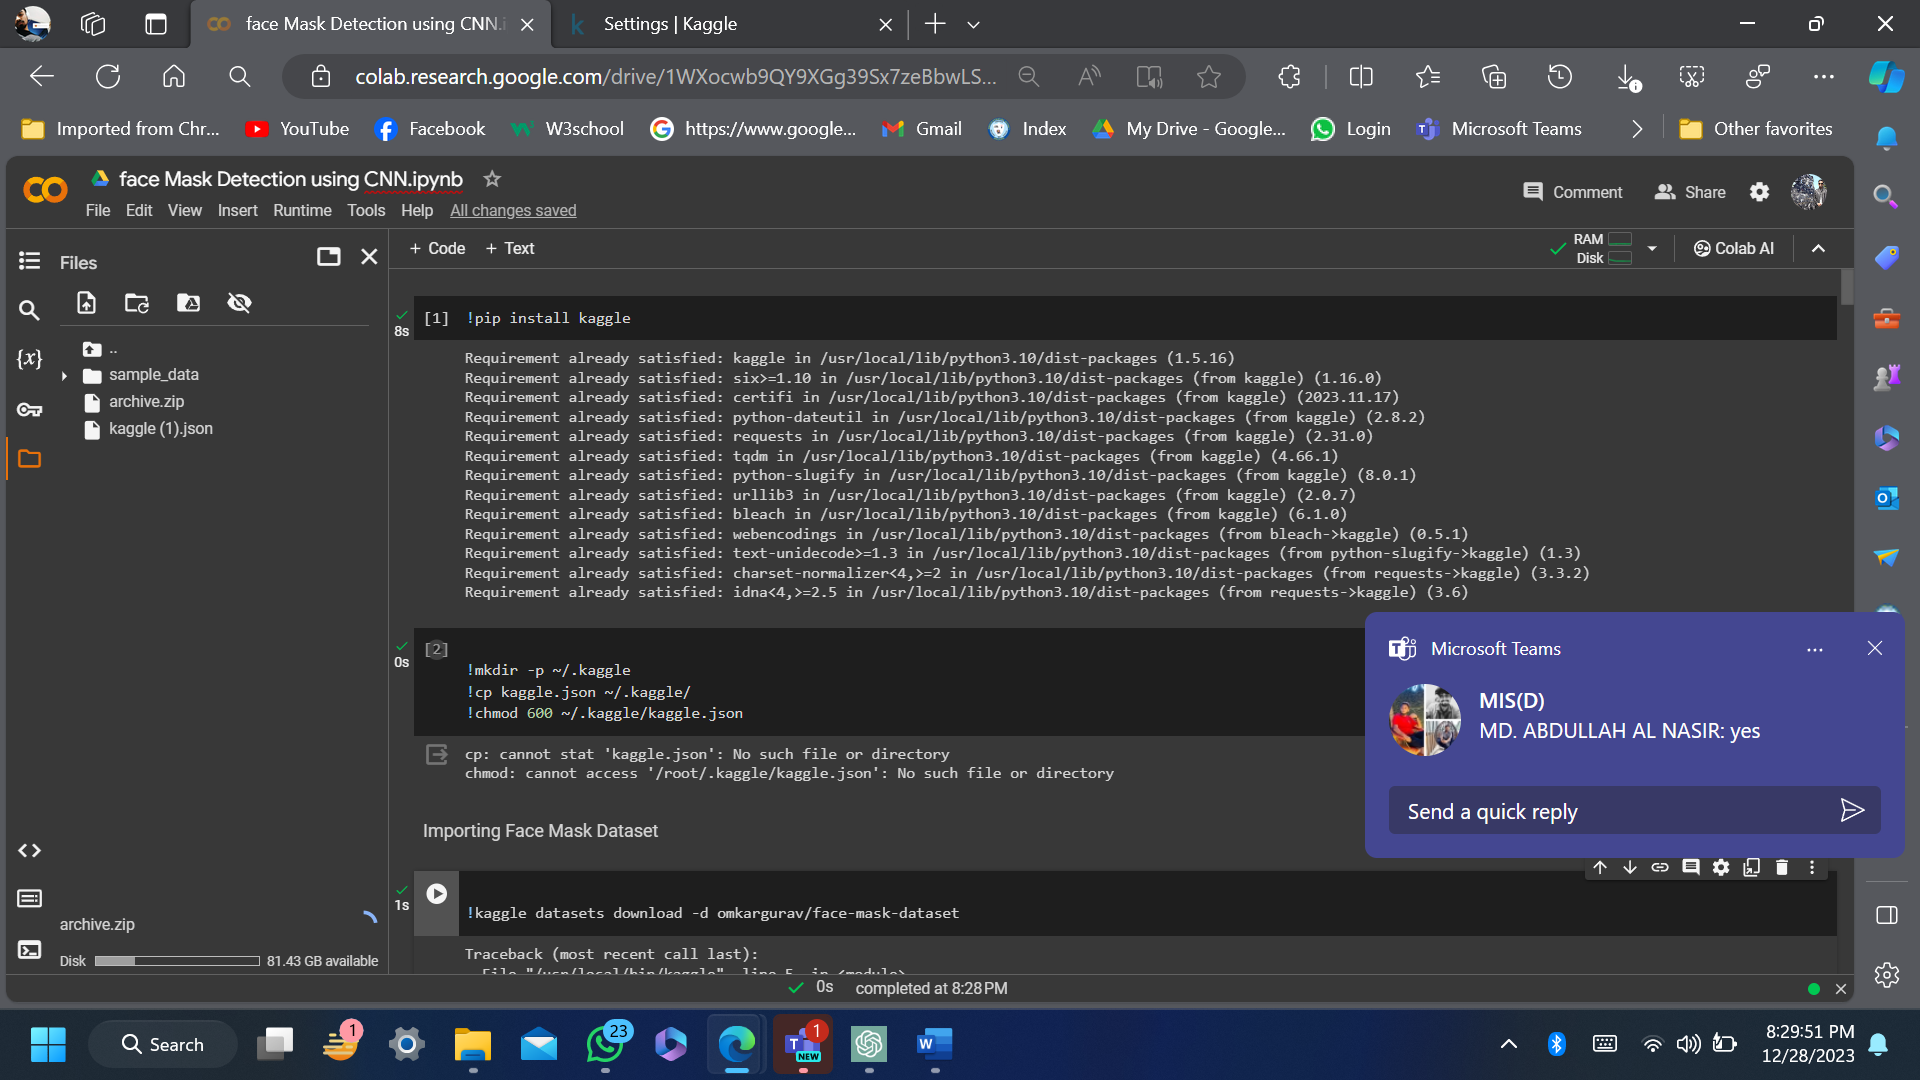 face Mask Detection using CNN.i
Settings | Kaggle
colab.research.google.com/drive/1WXocwb9QY9XGg39Sx7zeBbwLS...
Imported from Chr...
YouTube
Facebook
W3school
https://www.google...
Gmail
Index
My Drive - Google...
Login
Microsoft Teams
Other favorites
face Mask Detection using CNN.ipynb
File Edit View Insert Runtime Tools Help All changes saved
Comment
Share
Files
+ Code + Text
RAM
Disk
Colab AI
..
sample_data
archive.zip
kaggle (1).json
8s
[1] !pip install kaggle
Requirement already satisfied: kaggle in /usr/local/lib/python3.10/dist-packages (1.5.16)
Requirement already satisfied: six>=1.10 in /usr/local/lib/python3.10/dist-packages (from kaggle) (1.16.0)
Requirement already satisfied: certifi in /usr/local/lib/python3.10/dist-packages (from kaggle) (2023.11.17)
Requirement already satisfied: python-dateutil in /usr/local/lib/python3.10/dist-packages (from kaggle) (2.8.2)
Requirement already satisfied: requests in /usr/local/lib/python3.10/dist-packages (from kaggle) (2.31.0)
Requirement already satisfied: tqdm in /usr/local/lib/python3.10/dist-packages (from kaggle) (4.66.1)
Requirement already satisfied: python-slugify in /usr/local/lib/python3.10/dist-packages (from kaggle) (8.0.1)
Requirement already satisfied: urllib3 in /usr/local/lib/python3.10/dist-packages (from kaggle) (2.0.7)
Requirement already satisfied: bleach in /usr/local/lib/python3.10/dist-packages (from kaggle) (6.1.0)
Requirement already satisfied: webencodings in /usr/local/lib/python3.10/dist-packages (from bleach->kaggle) (0.5.1)
Requirement already satisfied: text-unidecode>=1.3 in /usr/local/lib/python3.10/dist-packages (from python-slugify->kaggle) (1.3)
Requirement already satisfied: charset-normalizer<4,>=2 in /usr/local/lib/python3.10/dist-packages (from requests->kaggle) (3.3.2)
Requirement already satisfied: idna<4,>=2.5 in /usr/local/lib/python3.10/dist-packages (from requests->kaggle) (3.6)
0s
[2]
!mkdir -p ~/.kaggle
!cp kaggle.json ~/.kaggle/
!chmod 600 ~/.kaggle/kaggle.json
cp: cannot stat 'kaggle.json': No such file or directory
chmod: cannot access '/root/.kaggle/kaggle.json': No such file or directory
Importing Face Mask Dataset
1s
!kaggle datasets download -d omkargurav/face-mask-dataset
Traceback (most recent call last):
File "/usr/local/bin/kaggle", line 5, in <module>
Microsoft Teams
MIS(D)
MD. ABDULLAH AL NASIR: yes
Send a quick reply
archive.zip
Disk 81.43 GB available
0s completed at 8:28 PM
Search
1
23
1
NEW
8:29:51 PM
12/28/2023